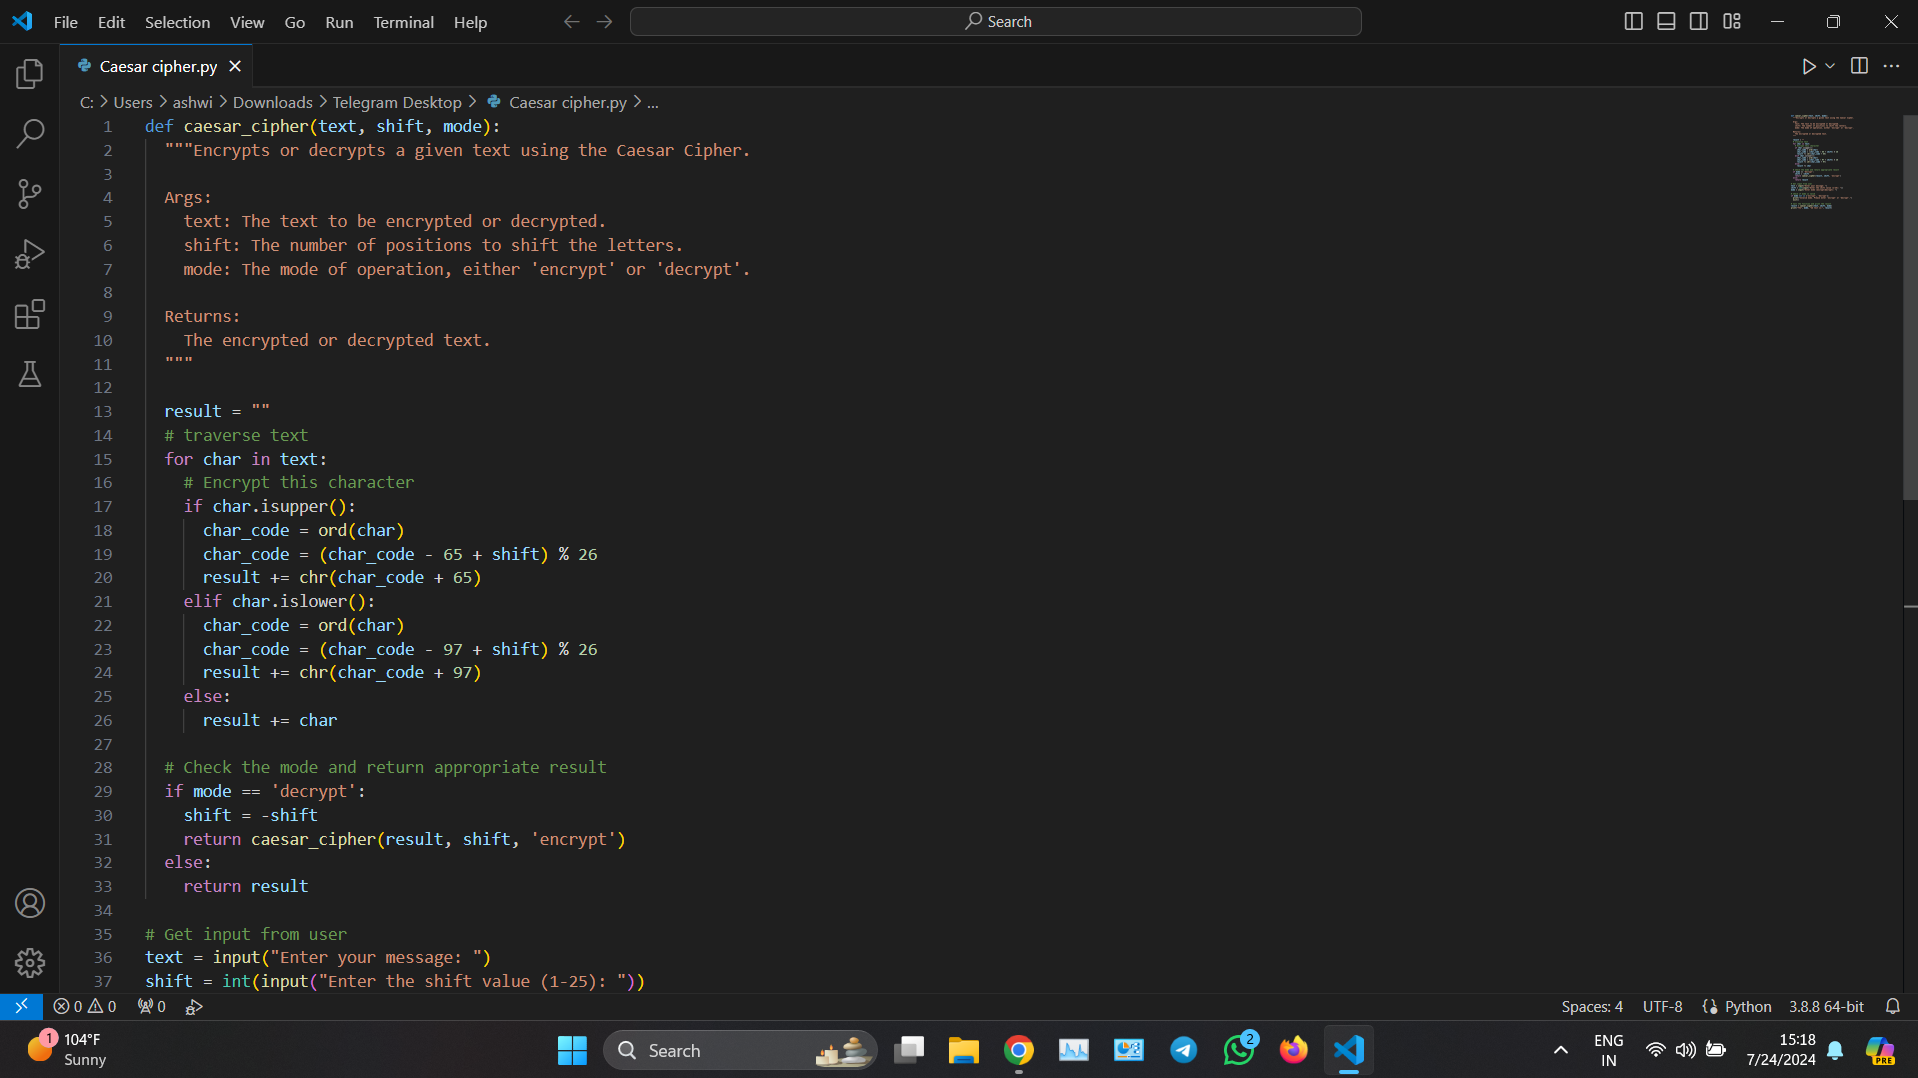 File Edit Selection View Go Run Terminal Help
Search
Caesar cipher.py
C: > Users > ashwi > Downloads > Telegram Desktop > Caesar cipher.py > ...
1 def caesar_cipher(text, shift, mode):
2 """Encrypts or decrypts a given text using the Caesar Cipher.
3
4 Args:
5 text: The text to be encrypted or decrypted.
6 shift: The number of positions to shift the letters.
7 mode: The mode of operation, either 'encrypt' or 'decrypt'.
8
9 Returns:
10 The encrypted or decrypted text.
11 """
12
13 result = ""
14 # traverse text
15 for char in text:
16 # Encrypt this character
17 if char.isupper():
18 char_code = ord(char)
19 char_code = (char_code - 65 + shift) % 26
20 result += chr(char_code + 65)
21 elif char.islower():
22 char_code = ord(char)
23 char_code = (char_code - 97 + shift) % 26
24 result += chr(char_code + 97)
25 else:
26 result += char
27
28 # Check the mode and return appropriate result
29 if mode == 'decrypt':
30 shift = -shift
31 return caesar_cipher(result, shift, 'encrypt')
32 else:
33 return result
34
35 # Get input from user
36 text = input("Enter your message: ")
37 shift = int(input("Enter the shift value (1-25): "))
0 0 0 Spaces: 4 UTF-8 Python 3.8.8 64-bit
1 104°F
Sunny
Search
2
PRE
ENG
IN
15:18
7/24/2024